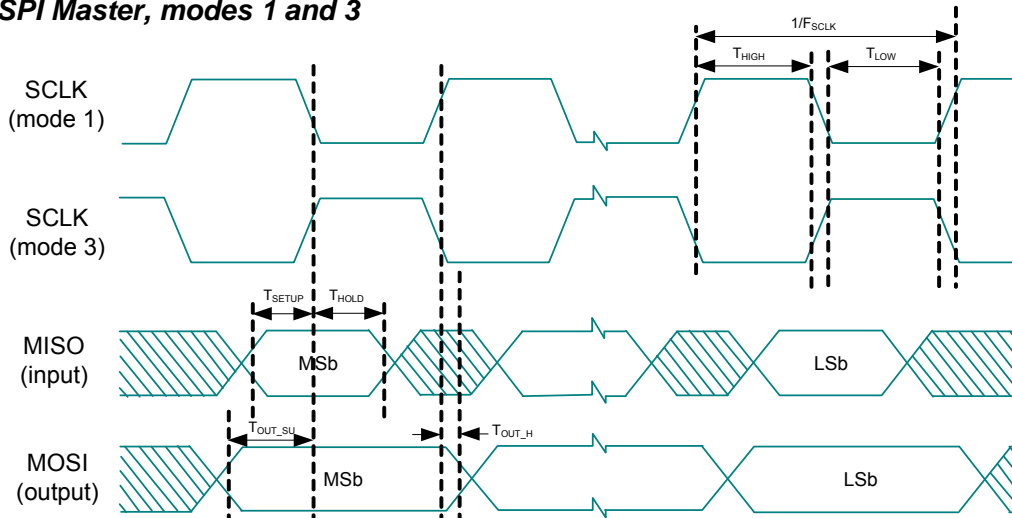 SPI Master, modes 1 and 3
1/FSCLK
THIGH
TLOW
SCLK
(mode 1)
SCLK
(mode 3)
TSETUP
THOLD
MISO
(input)
MSb
LSb
TOUT_SU
TOUT_H
MOSI
(output)
MSb
LSb